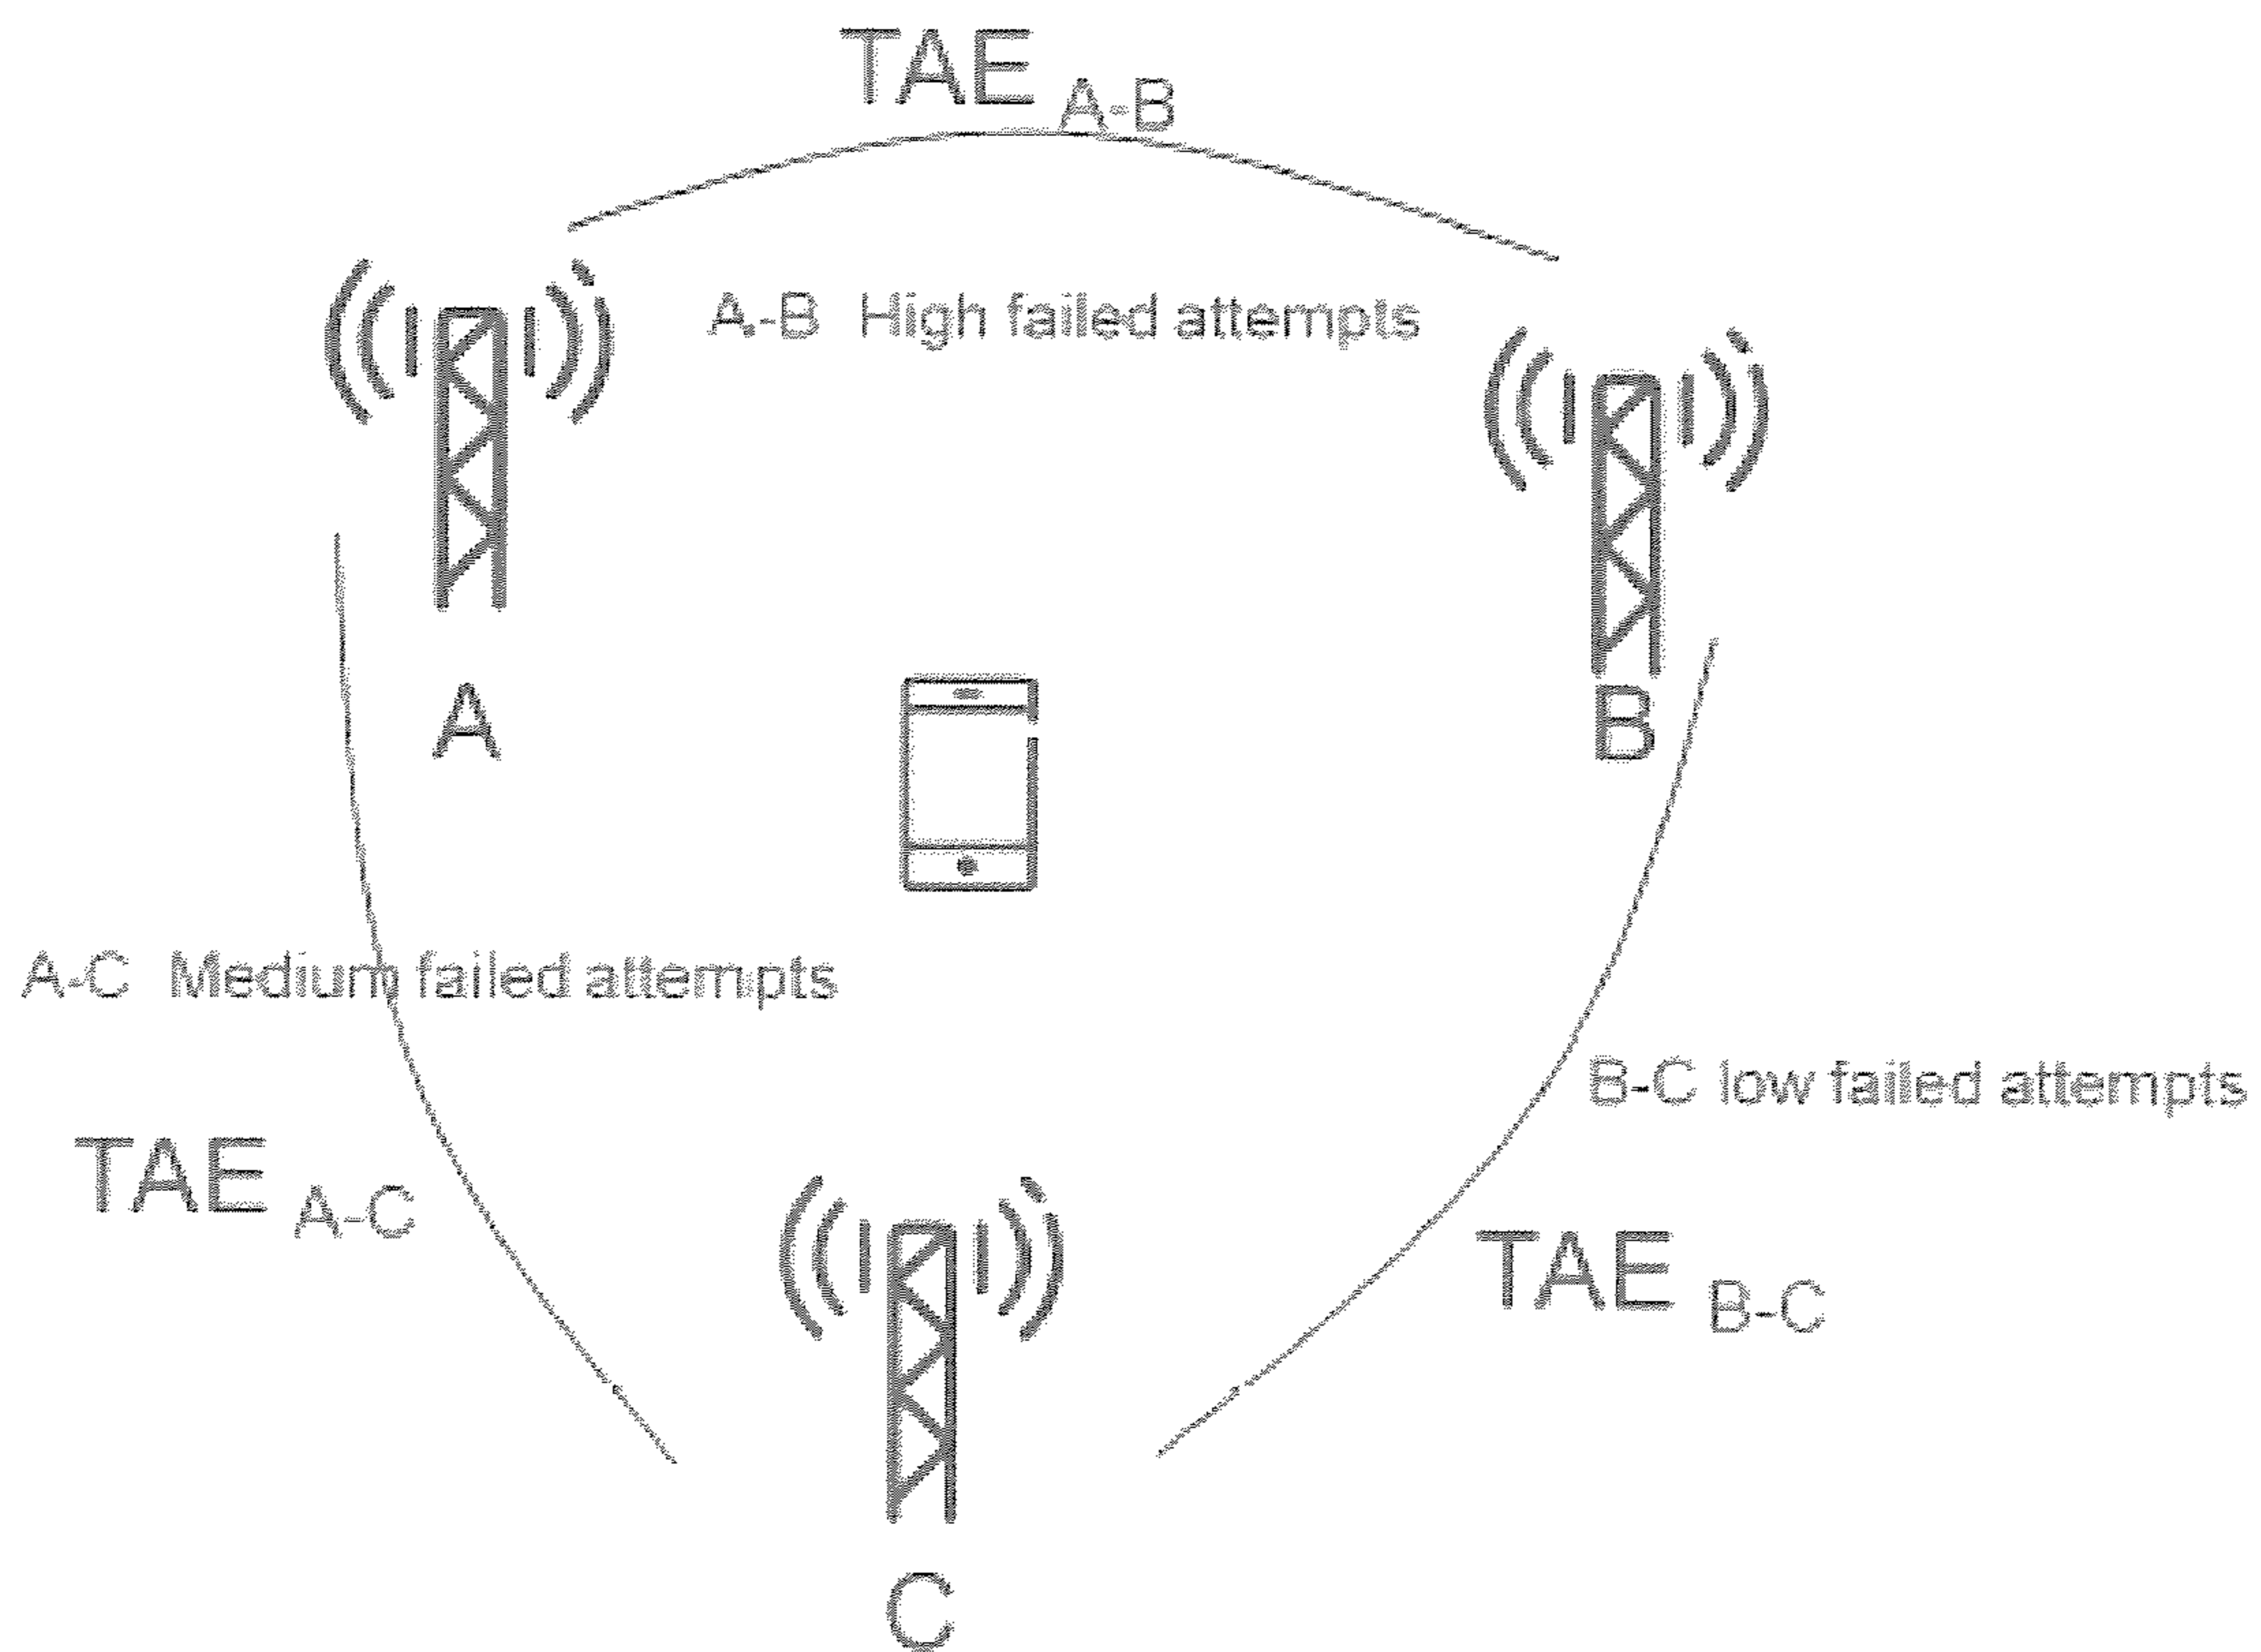 TAE A-B
A-B High failed attempts
A
B
A-C Medium failed attempts
B-C low failed attempts
TAE A-C
TAE B-C
C